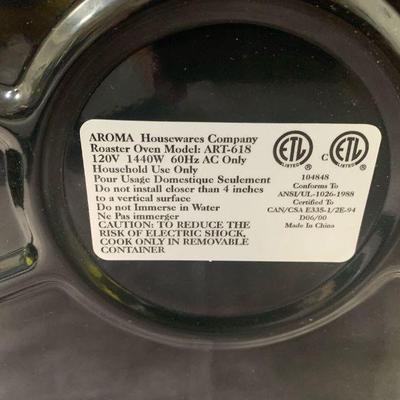 AROMA Housewares Company
Roaster Oven Model: ART-618
120V 1440W 60Hz AC Only
Household Use Only
Pour Usage Domestique Seulement
Do not install closer than 4 inches
to a vertical surface
Do not Immerse in Water
Ne Pas immerger
CAUTION: TO REDUCE THE
RISK OF ELECTRIC SHOCK,
COOK ONLY IN REMOVABLE
CONTAINER
ETL C ETL
LISTED LISTED
104848
Conforms To
ANSI/UL-1026-1988
Certified To
CAN/CSA E335-1/2E-94
D06/00
Made In China